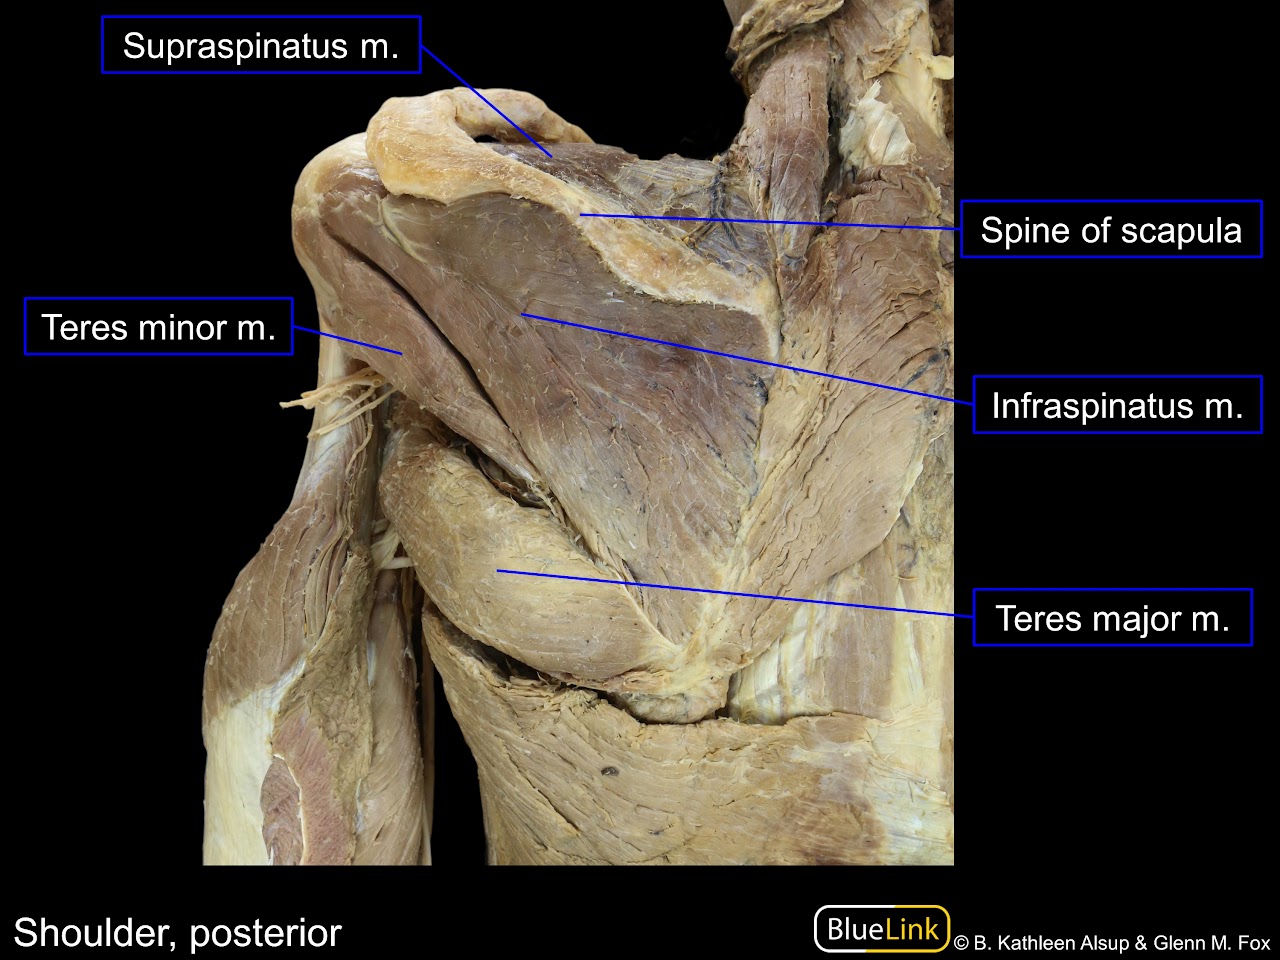 Supraspinatus m.
Spine of scapula
Teres minor m.
Infraspinatus m.
Teres major m.
Shoulder, posterior
BlueLink
© B. Kathleen Alsup & Glenn M. Fox